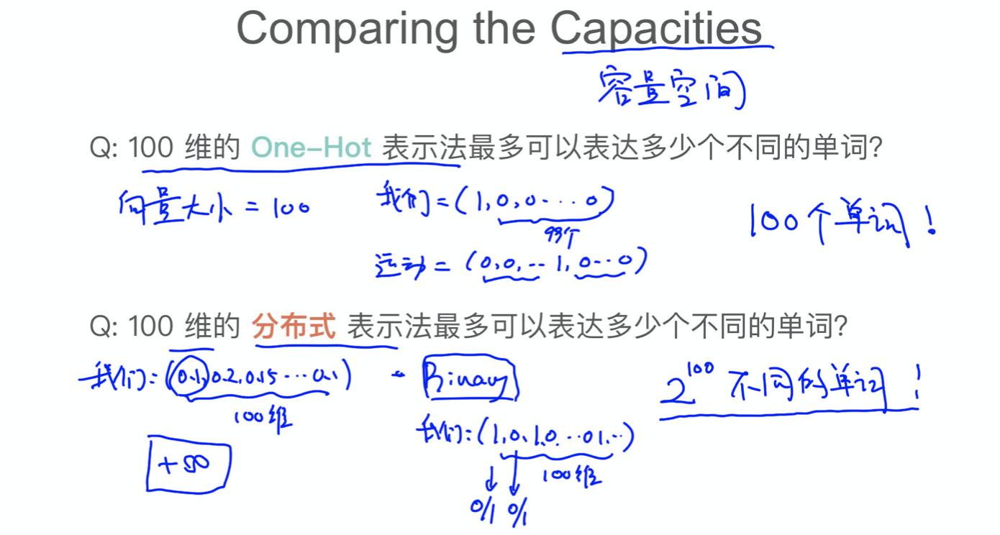 Comparing the Capacities
容量空间
Q: 100 维的 One-Hot 表示法最多可以表达多少个不同的单词?
向量大小 = 100
我们 = (1,0,0···0)
99个
100个单词!
运动 = (0,0,··1,0··0)
Q: 100 维的 分布式 表示法最多可以表达多少个不同的单词?
我们: (0.1,0.2,0.15···0.1)
100维
+∞
Binary
我们: (1,0,1,0,··01,··)
100维
0/1 0/1
2^100 不同的单词!